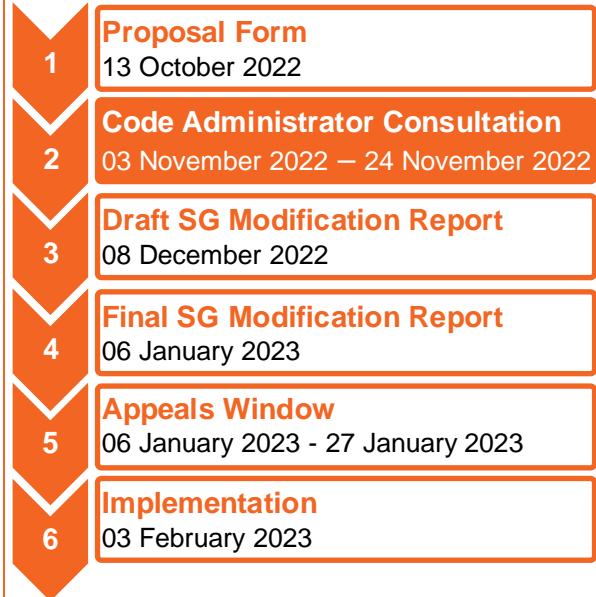 1
Proposal Form
13 October 2022
2
Code Administrator Consultation
03 November 2022 – 24 November 2022
3
Draft SG Modification Report
08 December 2022
4
Final SG Modification Report
06 January 2023
5
Appeals Window
06 January 2023 - 27 January 2023
6
Implementation
03 February 2023